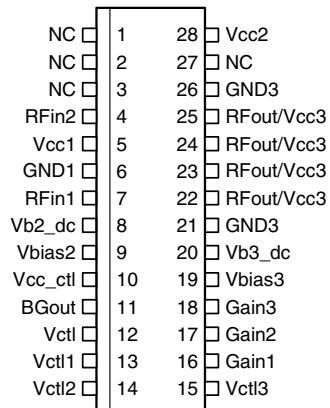 NC 1 28 Vcc2
NC 2 27 NC
NC 3 26 GND3
RFin2 4 25 RFout/Vcc3
Vcc1 5 24 RFout/Vcc3
GND1 6 23 RFout/Vcc3
RFin1 7 22 RFout/Vcc3
Vb2_dc 8 21 GND3
Vbias2 9 20 Vb3_dc
Vcc_ctl 10 19 Vbias3
BGout 11 18 Gain3
Vctl 12 17 Gain2
Vctl1 13 16 Gain1
Vctl2 14 15 Vctl3